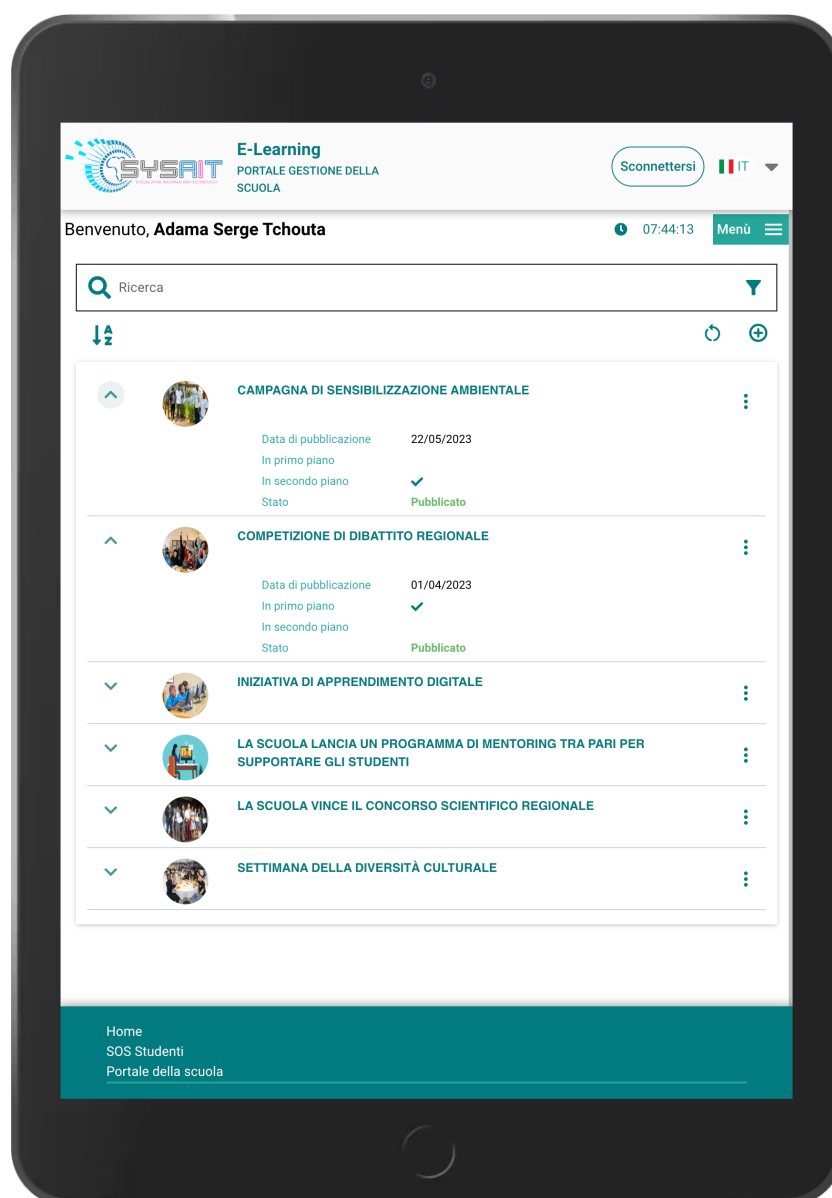 SYSAIT
E-Learning
PORTALE GESTIONE DELLA
SCUOLA
Sconnettersi
IT
Benvenuto, Adama Serge Tchouta
07:44:13
Menù
Ricerca
A
Z
CAMPAGNA DI SENSIBILIZZAZIONE AMBIENTALE
Data di pubblicazione 22/05/2023
In primo piano
In secondo piano
Stato Pubblicato
COMPETIZIONE DI DIBATTITO REGIONALE
Data di pubblicazione 01/04/2023
In primo piano
In secondo piano
Stato Pubblicato
INIZIATIVA DI APPRENDIMENTO DIGITALE
LA SCUOLA LANCIA UN PROGRAMMA DI MENTORING TRA PARI PER
SUPPORTARE GLI STUDENTI
LA SCUOLA VINCE IL CONCORSO SCIENTIFICO REGIONALE
SETTIMANA DELLA DIVERSITÀ CULTURALE
Home
SOS Studenti
Portale della scuola